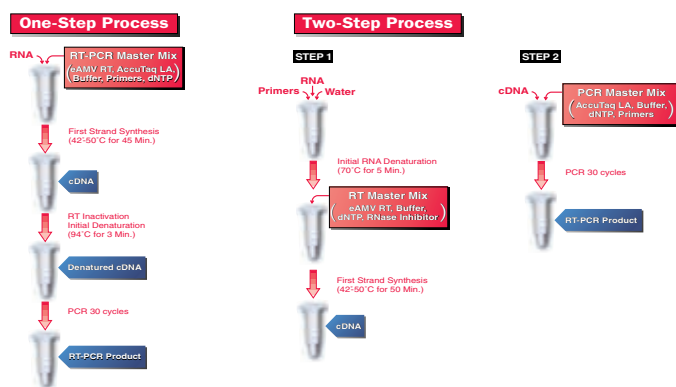 One-Step Process
RNA
RT-PCR Master Mix
(eAMV RT, AccuTaq LA,
Buffer, Primers, dNTP)
First Strand Synthesis
(42-50˚C for 45 Min.)
cDNA
RT Inactivation
Initial Denaturation
(94˚C for 3 Min.)
Denatured cDNA
PCR 30 cycles
RT-PCR Product
Two-Step Process
STEP 1
RNA
Primers
Water
Initial RNA Denaturation
(70˚C for 5 Min.)
RT Master Mix
(eAMV RT, Buffer,
dNTP, RNase Inhibitor)
First Strand Synthesis
(42-50˚C for 50 Min.)
cDNA
STEP 2
cDNA
PCR Master Mix
(AccuTaq LA, Buffer,
dNTP, Primers)
PCR 30 cycles
RT-PCR Product